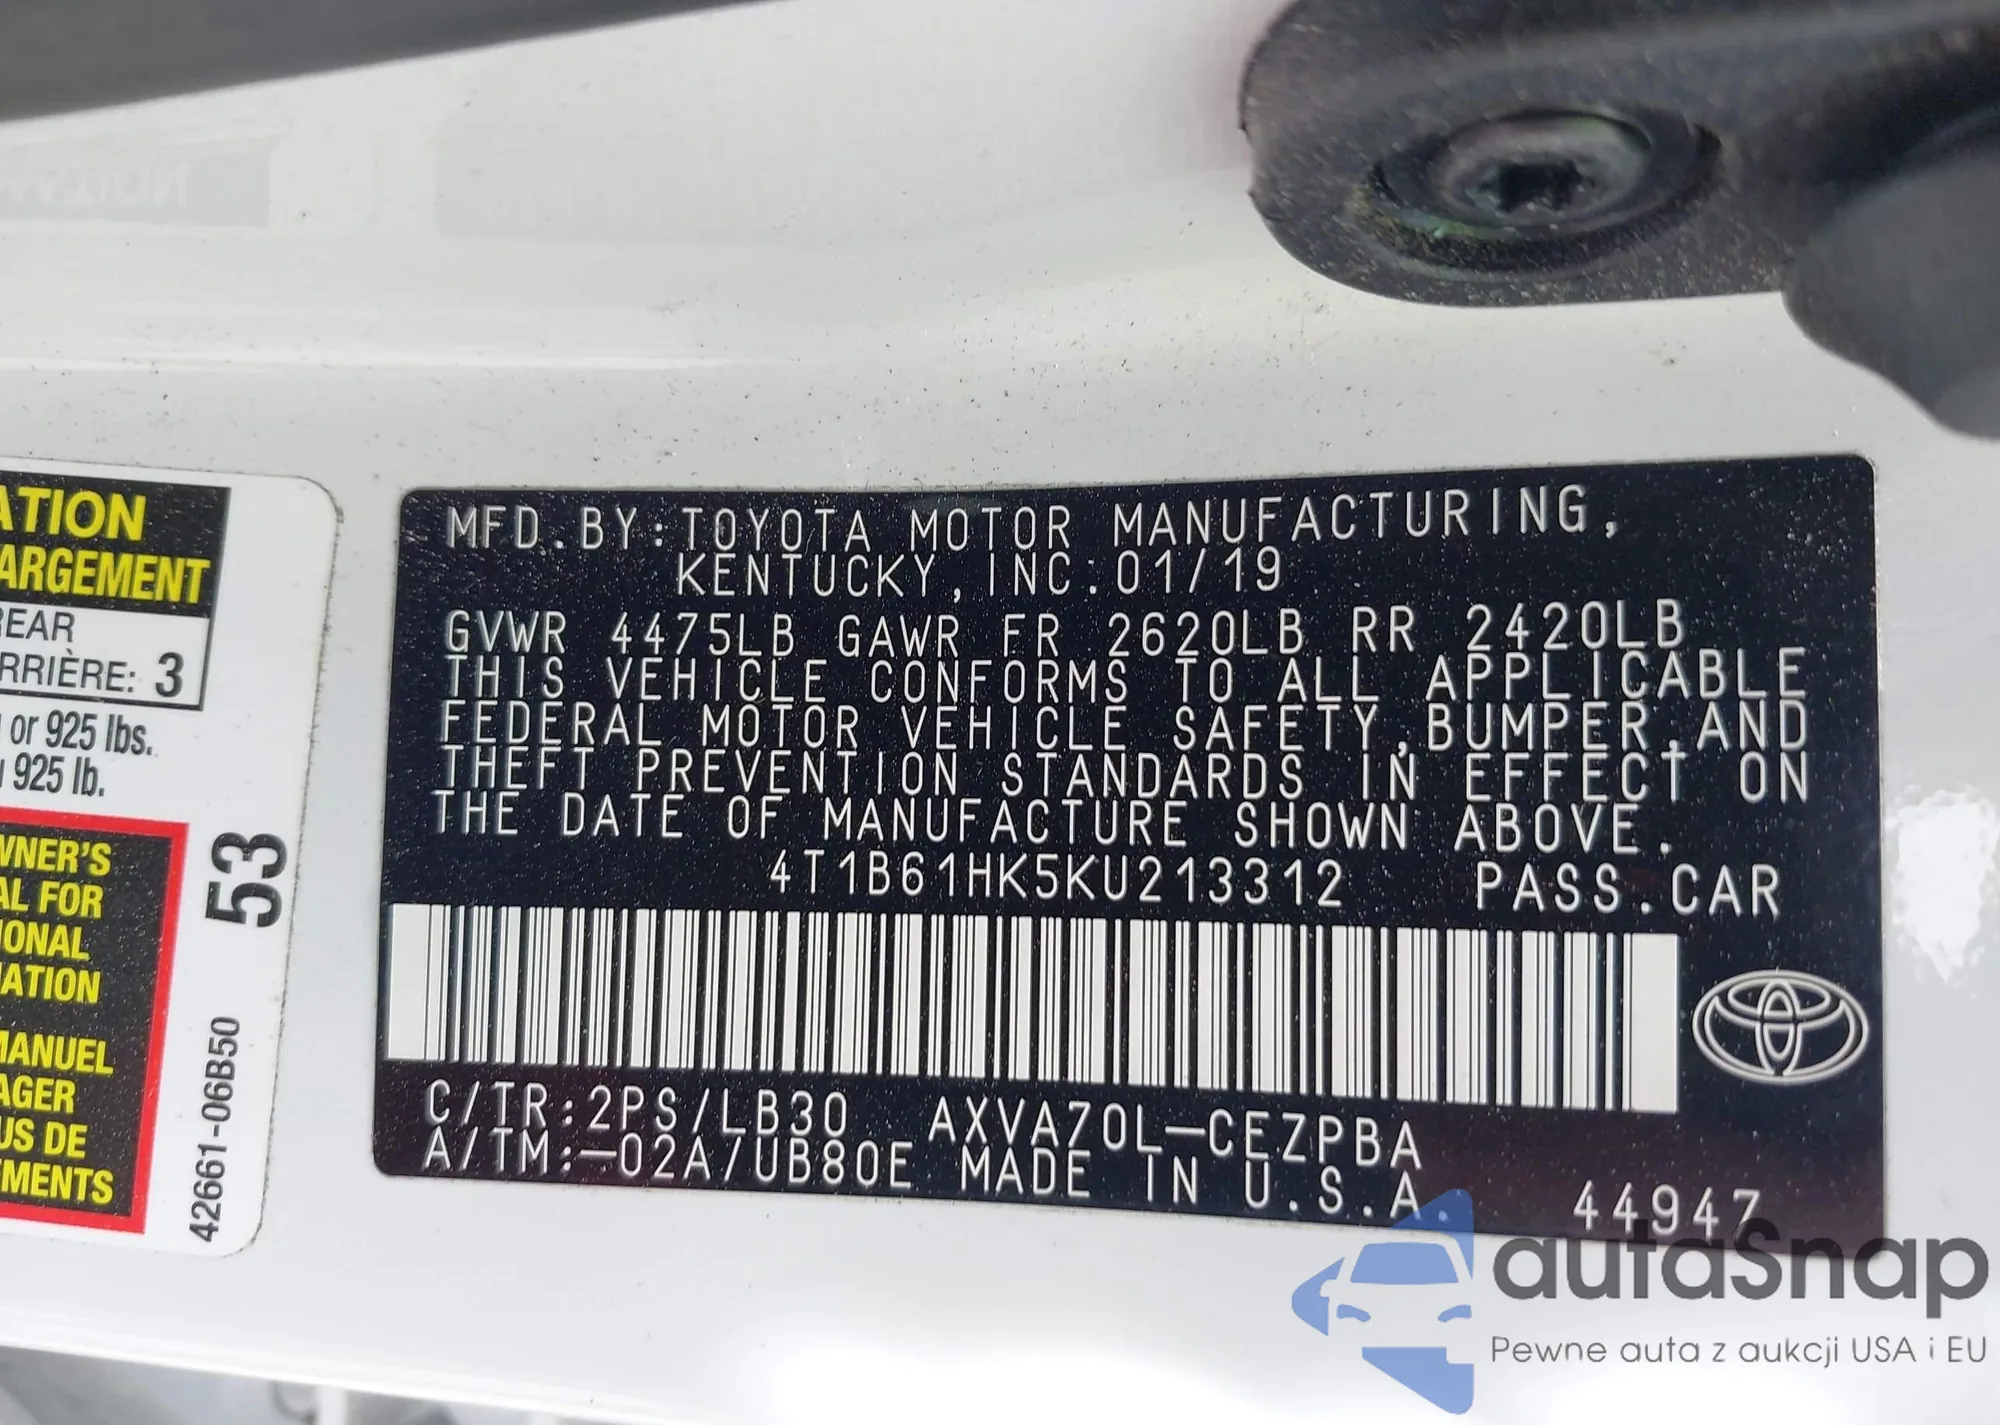 ATION
ARGEMENT
REAR
RRIÈRE: 3
or 925 lbs.
925 lb.
WNER'S
AL FOR
IONAL
ATION
MANUEL
AGER
US DE
EMENTS
53
42661-06B50
MFD.BY:TOYOTA MOTOR MANUFACTURING,
KENTUCKY,INC.01/19
GVWR 4475LB GAWR FR 2620LB RR 2420LB
THIS VEHICLE CONFORMS TO ALL APPLICABLE
FEDERAL MOTOR VEHICLE SAFETY,BUMPER,AND
THEFT PREVENTION STANDARDS IN EFFECT ON
THE DATE OF MANUFACTURE SHOWN ABOVE.
4T1B61HK5KU213312 PASS.CAR
C/TR:2PS/LB30 AXVA70L-CEZPBA
A/TM:-02A/UB80E MADE IN U.S.A.
44947
autaSnap
Pewne auta z aukcji USA i EU